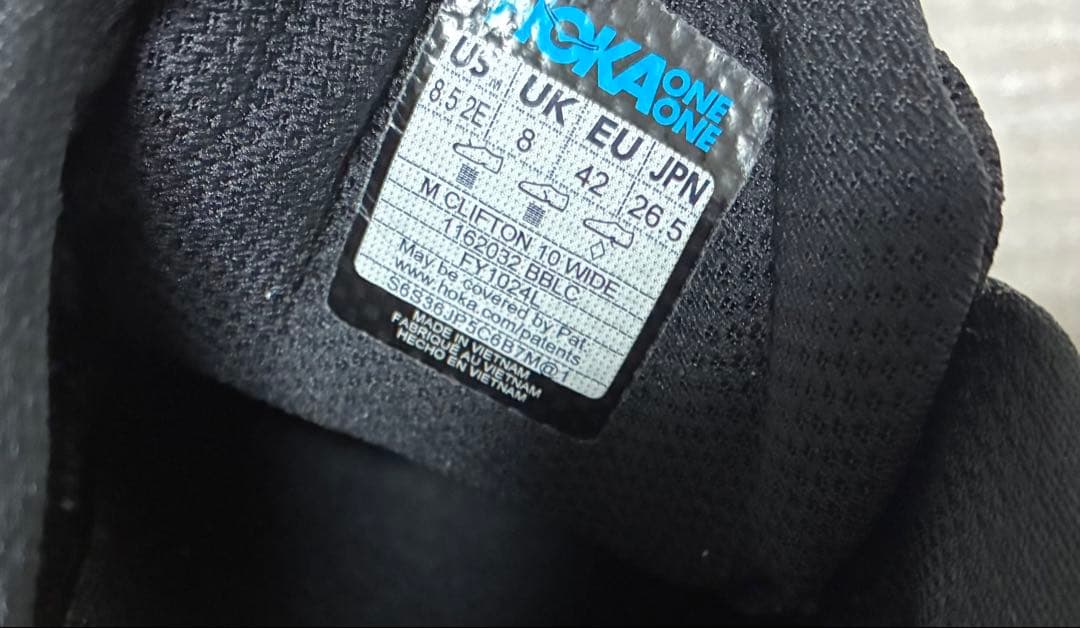 HOKA ONE ONE
US M UK EU JPN
8.5 2E 8 42 26.5
M CLIFTON 10 WIDE
1162032 BBLC
FY1024L
May be covered by Pat.
www.hoka.com/patents
S6S36JP5C6B7M@1
MADE IN VIETNAM
FABRIQUÉ AU VIETNAM
HECHO EN VIETNAM